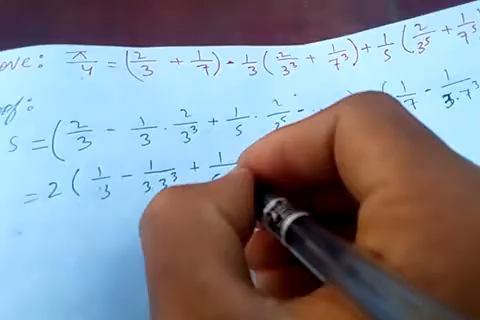 ove: π/4 = (2/3 + 1/7) - 1/3 (2/3³ + 1/7³) + 1/5 (2/3⁵ + 1/7⁵
of:
S = (2/3 - 1/3 · 2/3³ + 1/5 · 2/3⁵ - ... ( 1/7 - 1/3·7³
= 2 ( 1/3 - 1/3·3³ + 1/